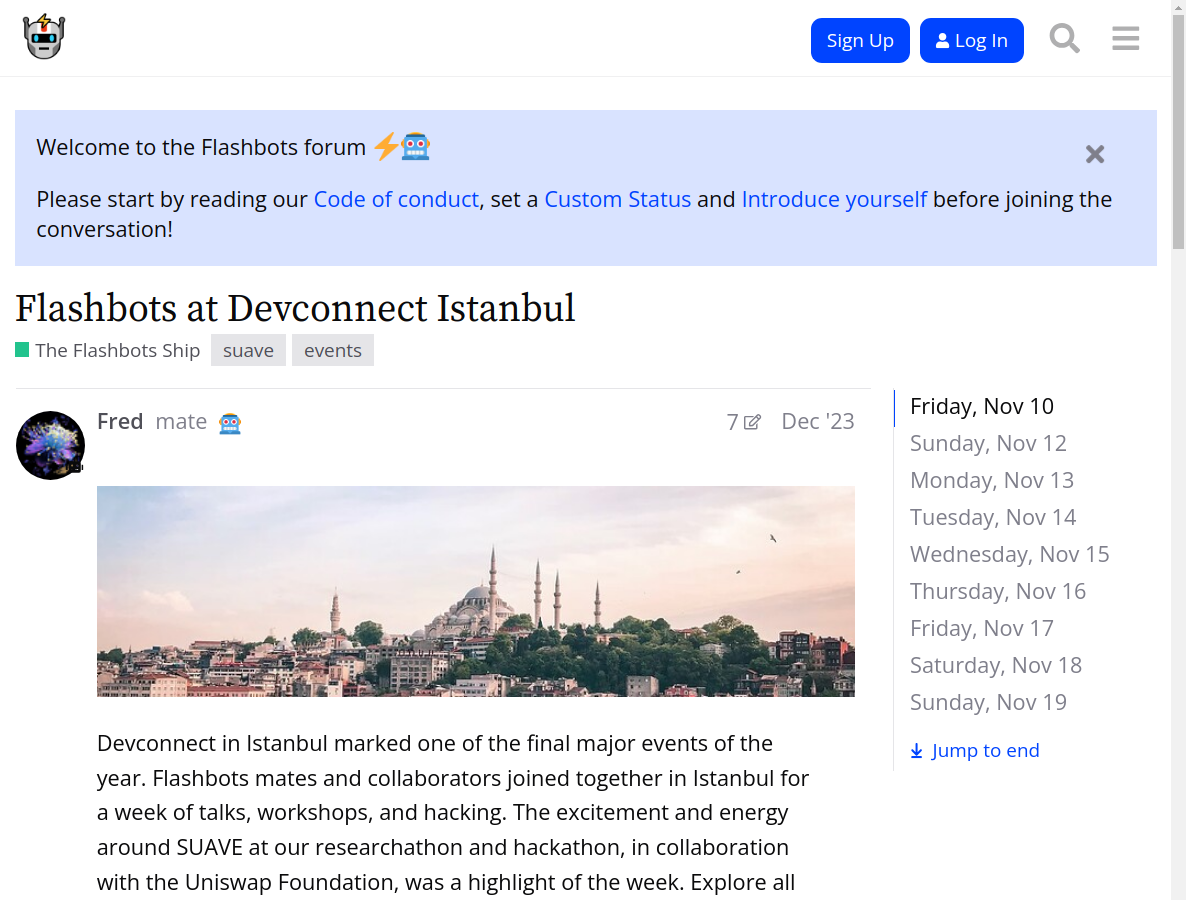 Sign Up
Log In
Welcome to the Flashbots forum
Please start by reading our Code of conduct, set a Custom Status and Introduce yourself before joining the
conversation!
Flashbots at Devconnect Istanbul
The Flashbots Ship
suave
events
Fred mate
7
Dec '23
Devconnect in Istanbul marked one of the final major events of the
year. Flashbots mates and collaborators joined together in Istanbul for
a week of talks, workshops, and hacking. The excitement and energy
around SUAVE at our researchathon and hackathon, in collaboration
with the Uniswap Foundation, was a highlight of the week. Explore all
Friday, Nov 10
Sunday, Nov 12
Monday, Nov 13
Tuesday, Nov 14
Wednesday, Nov 15
Thursday, Nov 16
Friday, Nov 17
Saturday, Nov 18
Sunday, Nov 19
Jump to end